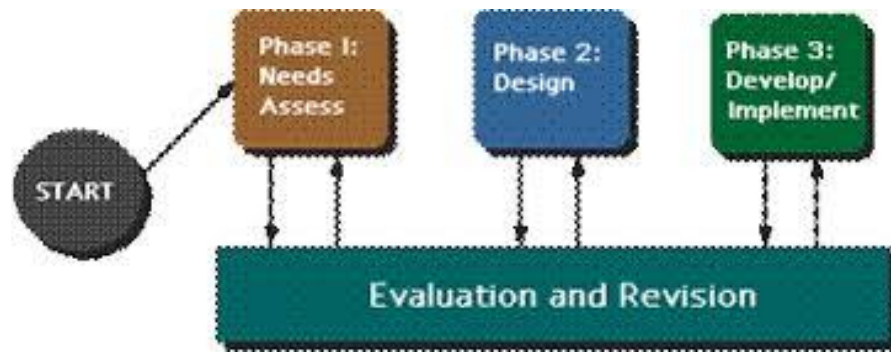 START
Phase 1:
Needs
Assess
Phase 2:
Design
Phase 3:
Develop/
Implement
Evaluation and Revision